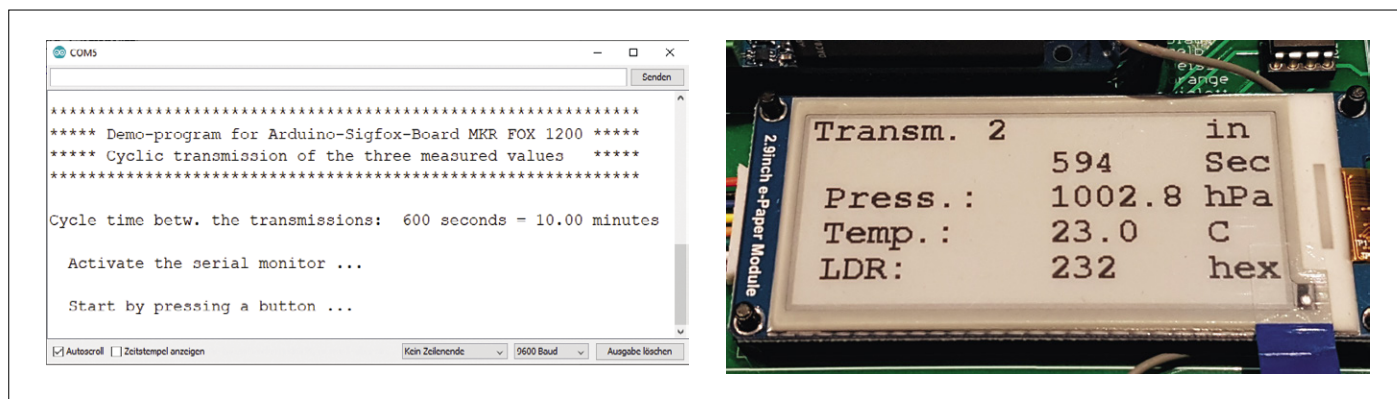 COM5
Senden
****************************************************************
***** Demo-program for Arduino-Sigfox-Board MKR FOX 1200 *****
***** Cyclic transmission of the three measured values *****
****************************************************************
Cycle time betw. the transmissions: 600 seconds = 10.00 minutes
Activate the serial monitor ...
Start by pressing a button ...
Autoscroll Zeitstempel anzeigen Kein Zeilenende 9600 Baud Ausgabe löschen
range
2.9inch e-Paper Module
Transm. 2 in
594 Sec
Press.: 1002.8 hPa
Temp.: 23.0 C
LDR: 232 hex